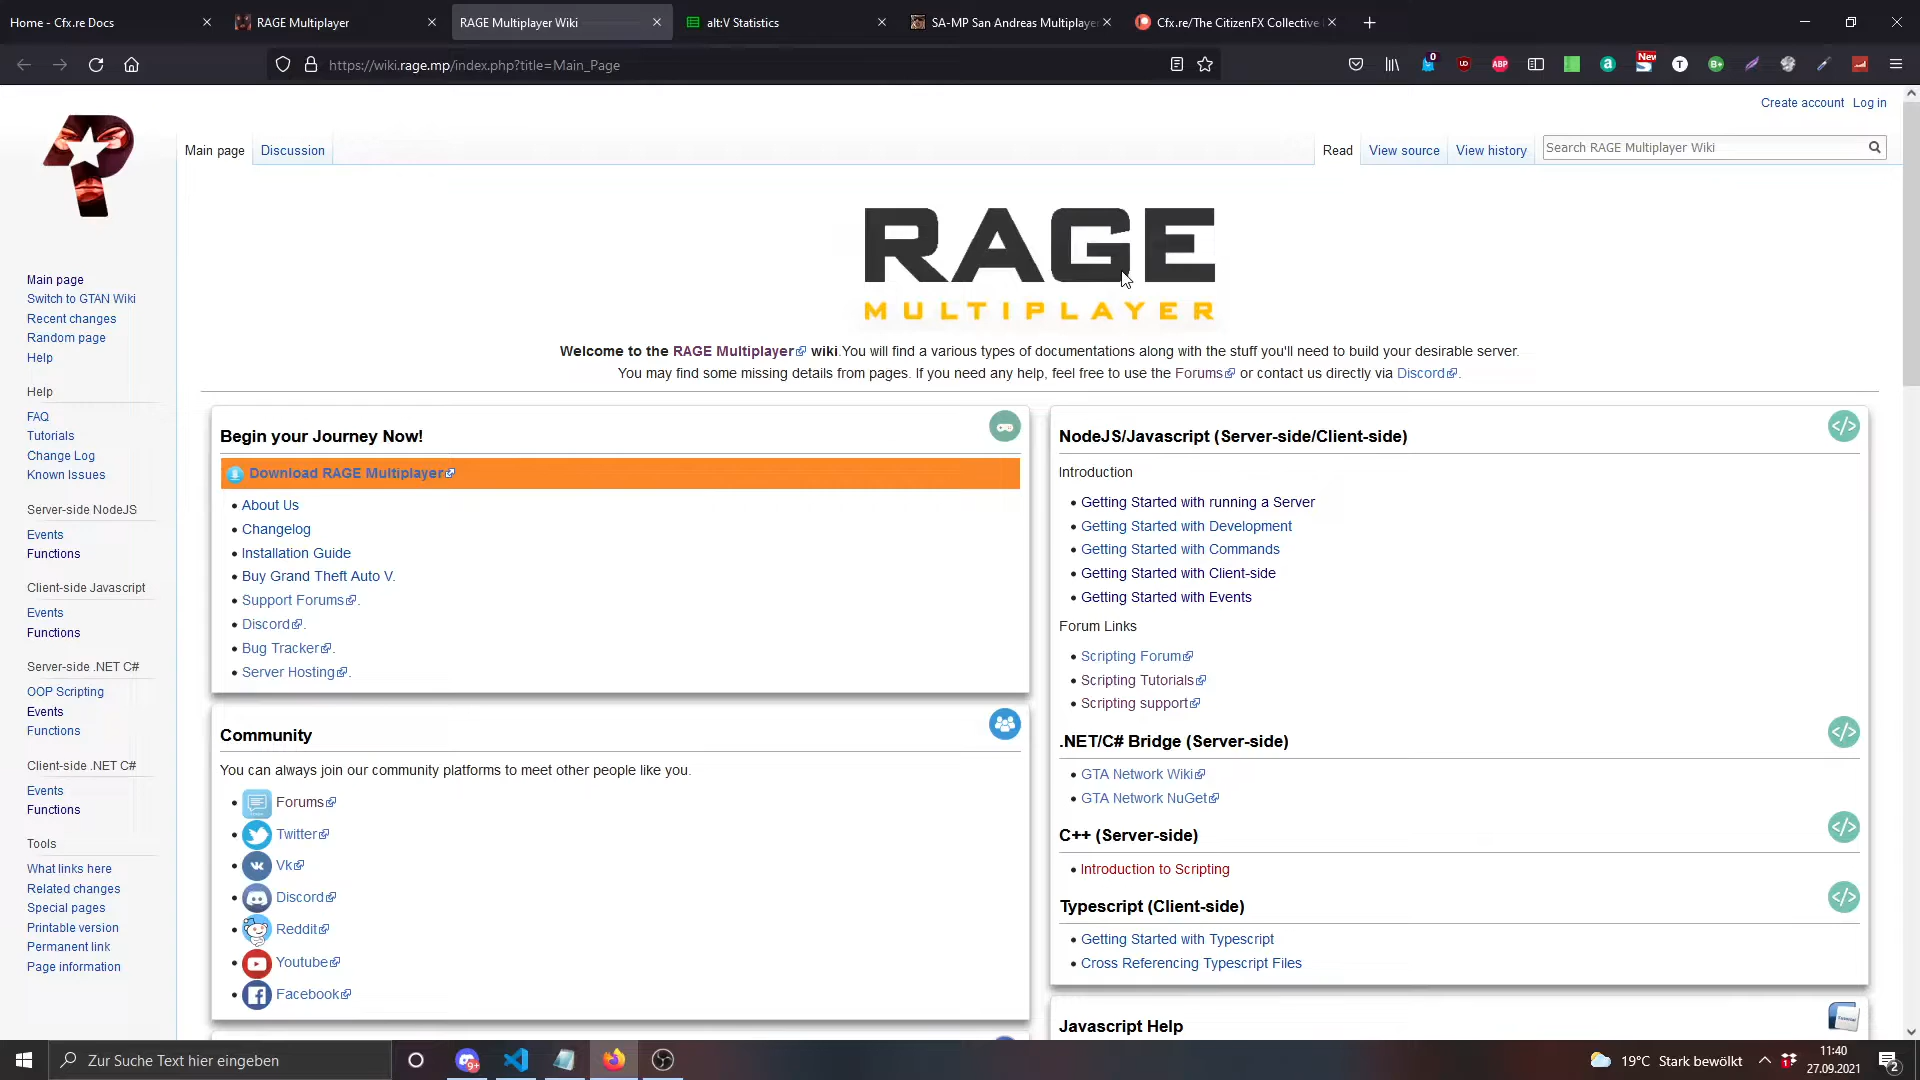 Home - Cfx.re Docs
RAGE Multiplayer
RAGE Multiplayer Wiki
alt:V Statistics
SA-MP San Andreas Multiplayer
Cfx.re/The CitizenFX Collective
https://wiki.rage.mp/index.php?title=Main_Page
0
UD
ABP
New
a
T
B+
Create account Log in
Main page
Discussion
Read
View source
View history
Search RAGE Multiplayer Wiki
RAGE
MULTIPLAYER
Welcome to the RAGE Multiplayer wiki.You will find a various types of documentations along with the stuff you'll need to build your desirable server.
You may find some missing details from pages. If you need any help, feel free to use the Forums or contact us directly via Discord.
Main page
Switch to GTAN Wiki
Recent changes
Random page
Help
Help
FAQ
Tutorials
Change Log
Known Issues
Server-side NodeJS
Events
Functions
Client-side Javascript
Events
Functions
Server-side .NET C#
OOP Scripting
Events
Functions
Client-side .NET C#
Events
Functions
Tools
What links here
Related changes
Special pages
Printable version
Permanent link
Page information
Begin your Journey Now!
Download RAGE Multiplayer
About Us
Changelog
Installation Guide
Buy Grand Theft Auto V.
Support Forums.
Discord.
Bug Tracker.
Server Hosting.
Community
You can always join our community platforms to meet other people like you.
Forums
Twitter
Vk
Discord
Reddit
Youtube
Facebook
NodeJS/Javascript (Server-side/Client-side)
</>
Introduction
Getting Started with running a Server
Getting Started with Development
Getting Started with Commands
Getting Started with Client-side
Getting Started with Events
Forum Links
Scripting Forum
Scripting Tutorials
Scripting support
.NET/C# Bridge (Server-side)
</>
GTA Network Wiki
GTA Network NuGet
C++ (Server-side)
</>
Introduction to Scripting
Typescript (Client-side)
</>
Getting Started with Typescript
Cross Referencing Typescript Files
Javascript Help
Zur Suche Text hier eingeben
9+
19°C Stark bewölkt
11:40
27.09.2021
2